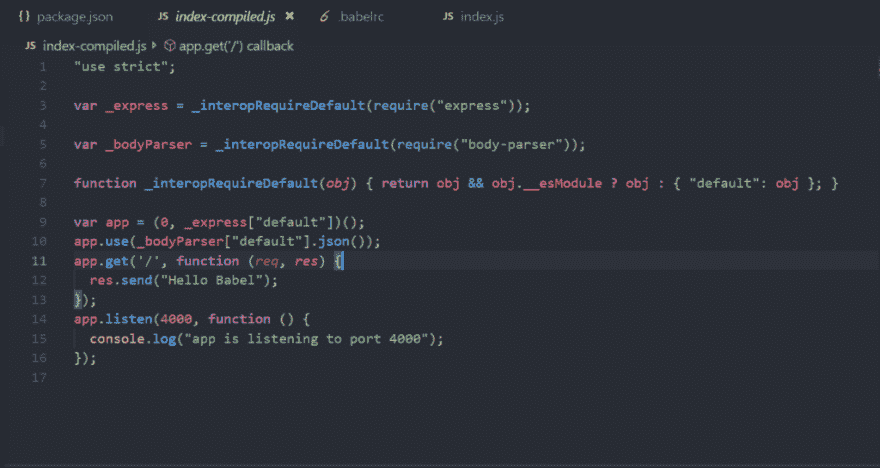 {} package.json JS index-compiled.js × 6 .babelrc JS index.js
JS index-compiled.js app.get('/') callback
1 "use strict";
2
3 var _express = _interopRequireDefault(require("express"));
4
5 var _bodyParser = _interopRequireDefault(require("body-parser"));
6
7 function _interopRequireDefault(obj) { return obj && obj.__esModule ? obj : { "default": obj }; }
8
9 var app = (0, _express["default"])();
10 app.use(_bodyParser["default"].json());
11 app.get('/', function (req, res) {
12 res.send("Hello Babel");
13 });
14 app.listen(4000, function () {
15 console.log("app is listening to port 4000");
16 });
17